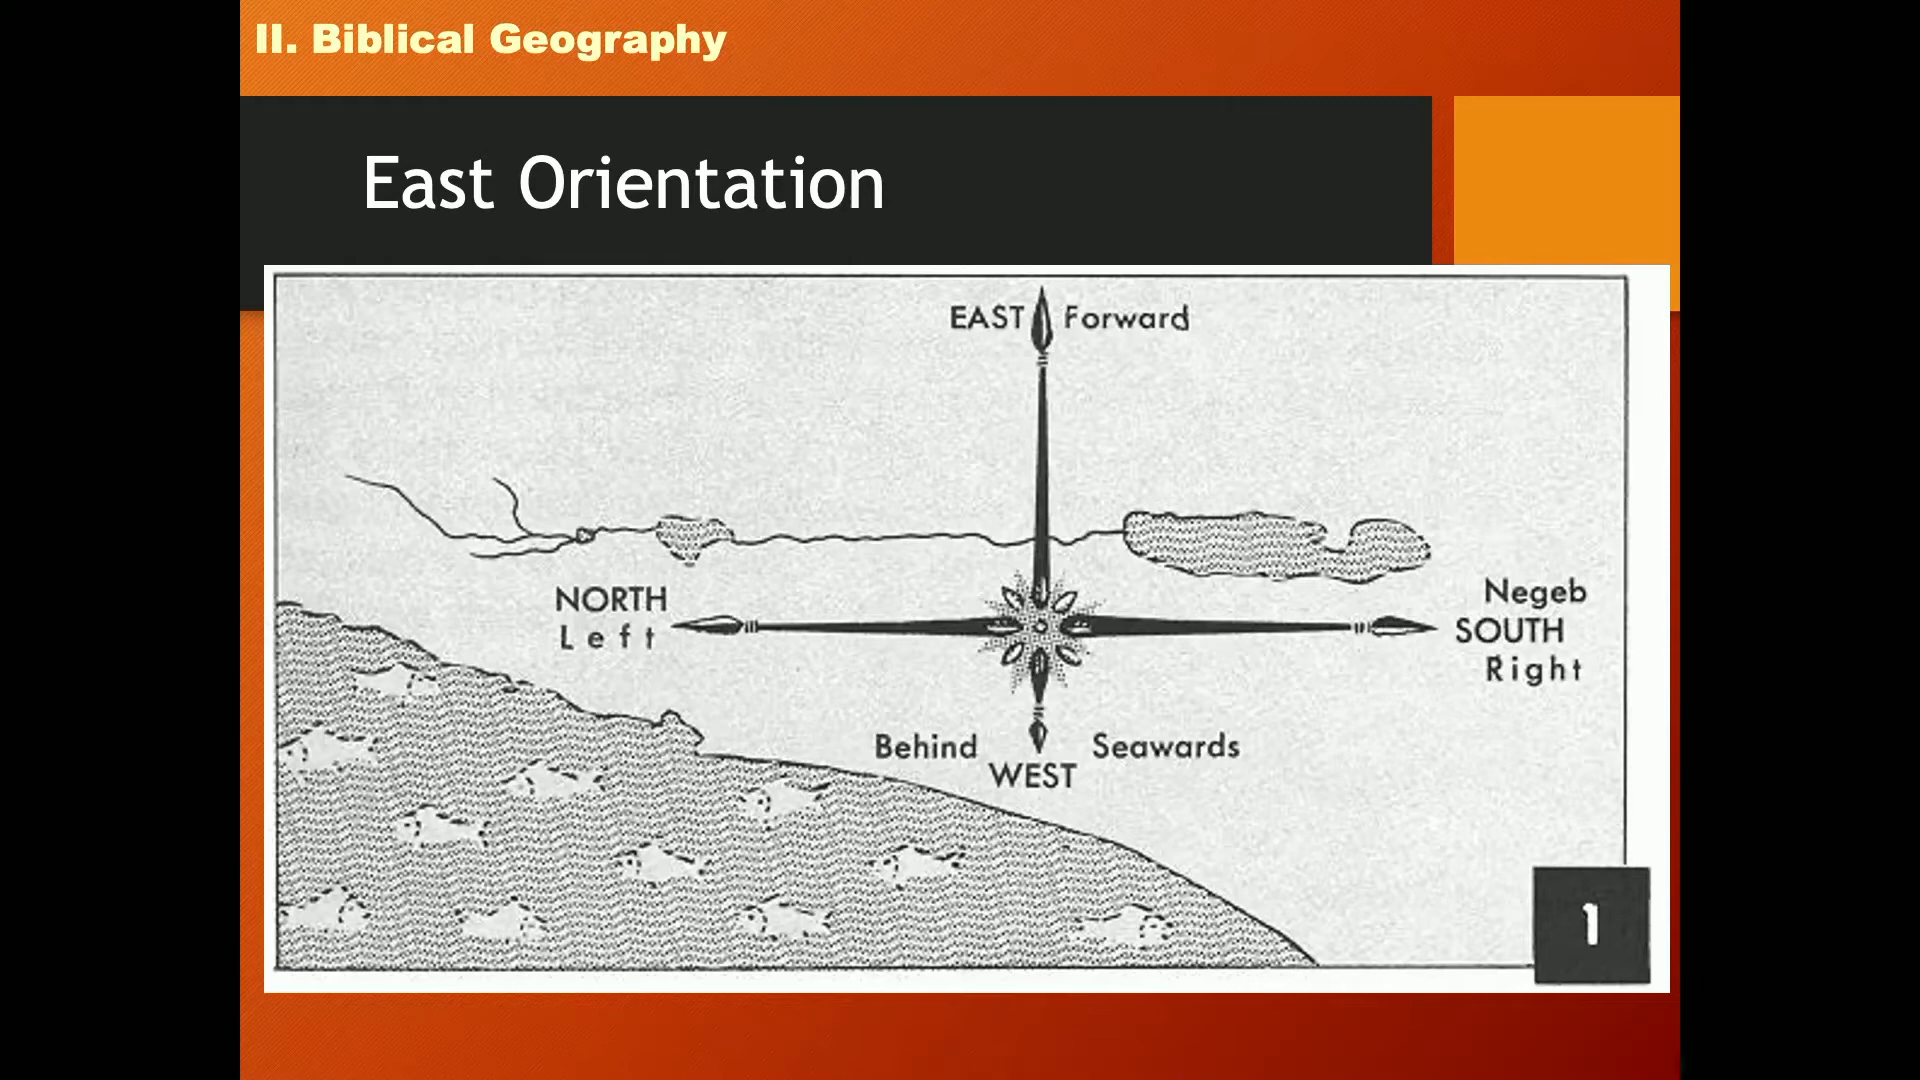 II. Biblical Geography
East Orientation
EAST Forward
NORTH
Left
Negeb
SOUTH
Right
Behind Seawards
WEST
1